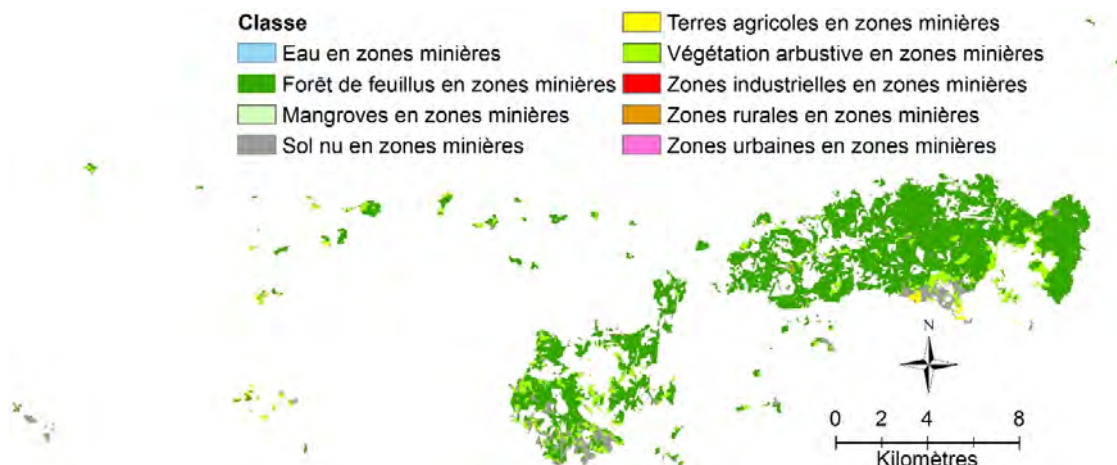 Classe
Eau en zones minières
Forêt de feuillus en zones minières
Mangroves en zones minières
Sol nu en zones minières
Terres agricoles en zones minières
Végétation arbustive en zones minières
Zones industrielles en zones minières
Zones rurales en zones minières
Zones urbaines en zones minières
N
0 2 4 8
Kilomètres